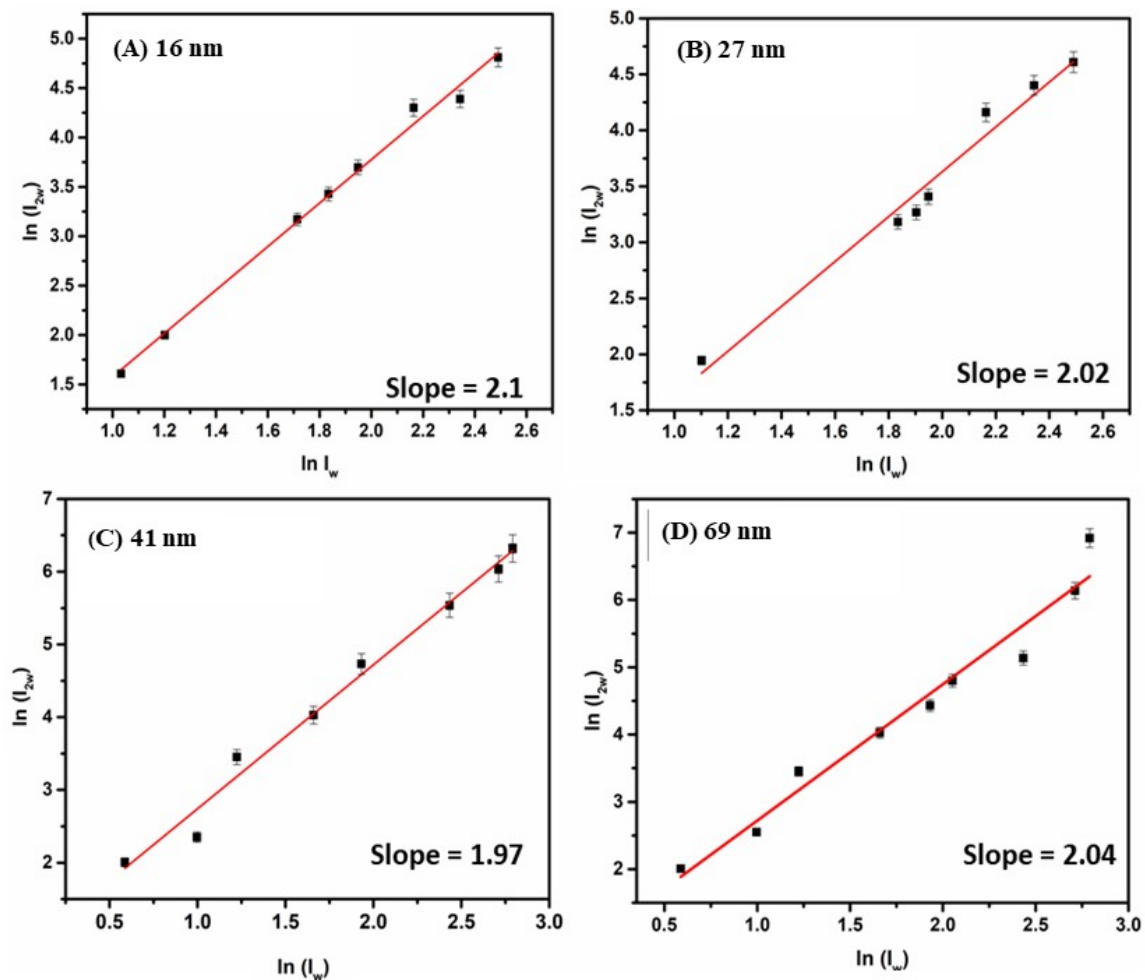 (A) 16 nm
5.0
4.5
4.0
3.5
3.0
2.5
2.0
1.5
ln (I2w)
Slope = 2.1
1.0 1.2 1.4 1.6 1.8 2.0 2.2 2.4 2.6
ln Iw
(B) 27 nm
5.0
4.5
4.0
3.5
3.0
2.5
2.0
1.5
ln (I2w)
Slope = 2.02
1.0 1.2 1.4 1.6 1.8 2.0 2.2 2.4 2.6
ln (Iw)
(C) 41 nm
7
6
5
4
3
2
ln (I2w)
Slope = 1.97
0.5 1.0 1.5 2.0 2.5 3.0
ln (Iw)
(D) 69 nm
7
6
5
4
3
2
ln (I2w)
Slope = 2.04
0.5 1.0 1.5 2.0 2.5 3.0
ln (Iw)